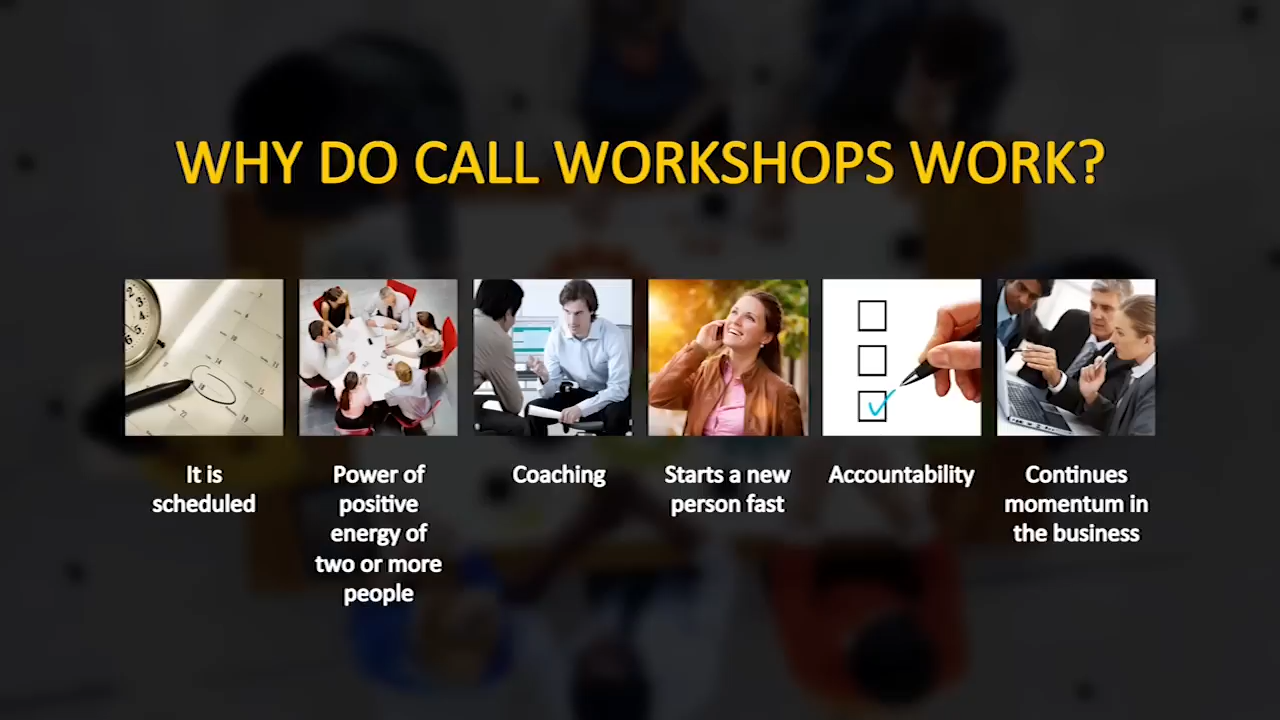 WHY DO CALL WORKSHOPS WORK?
It is
scheduled
Power of
positive
energy of
two or more
people
Coaching
Starts a new
person fast
Accountability
Continues
momentum in
the business